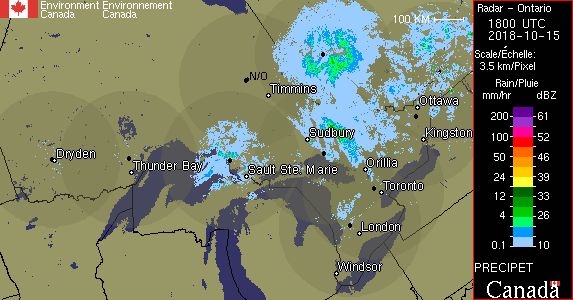 Environment Environnement
Canada Canada
100 KM
N/O
Timmins
Ottawa
Sudbury
Kingston
Dryden
Thunder Bay
Sault Ste. Marie
Orillia
Toronto
London
Windsor
Radar - Ontario
1800 UTC
2018-10-15
Scale/Échelle:
3.5 km/Pixel
Rain/Pluie
mm/hr dBZ
200 61
100 52
50 46
24 39
12 33
4 26
0.1 10
PRECIPET
Canada